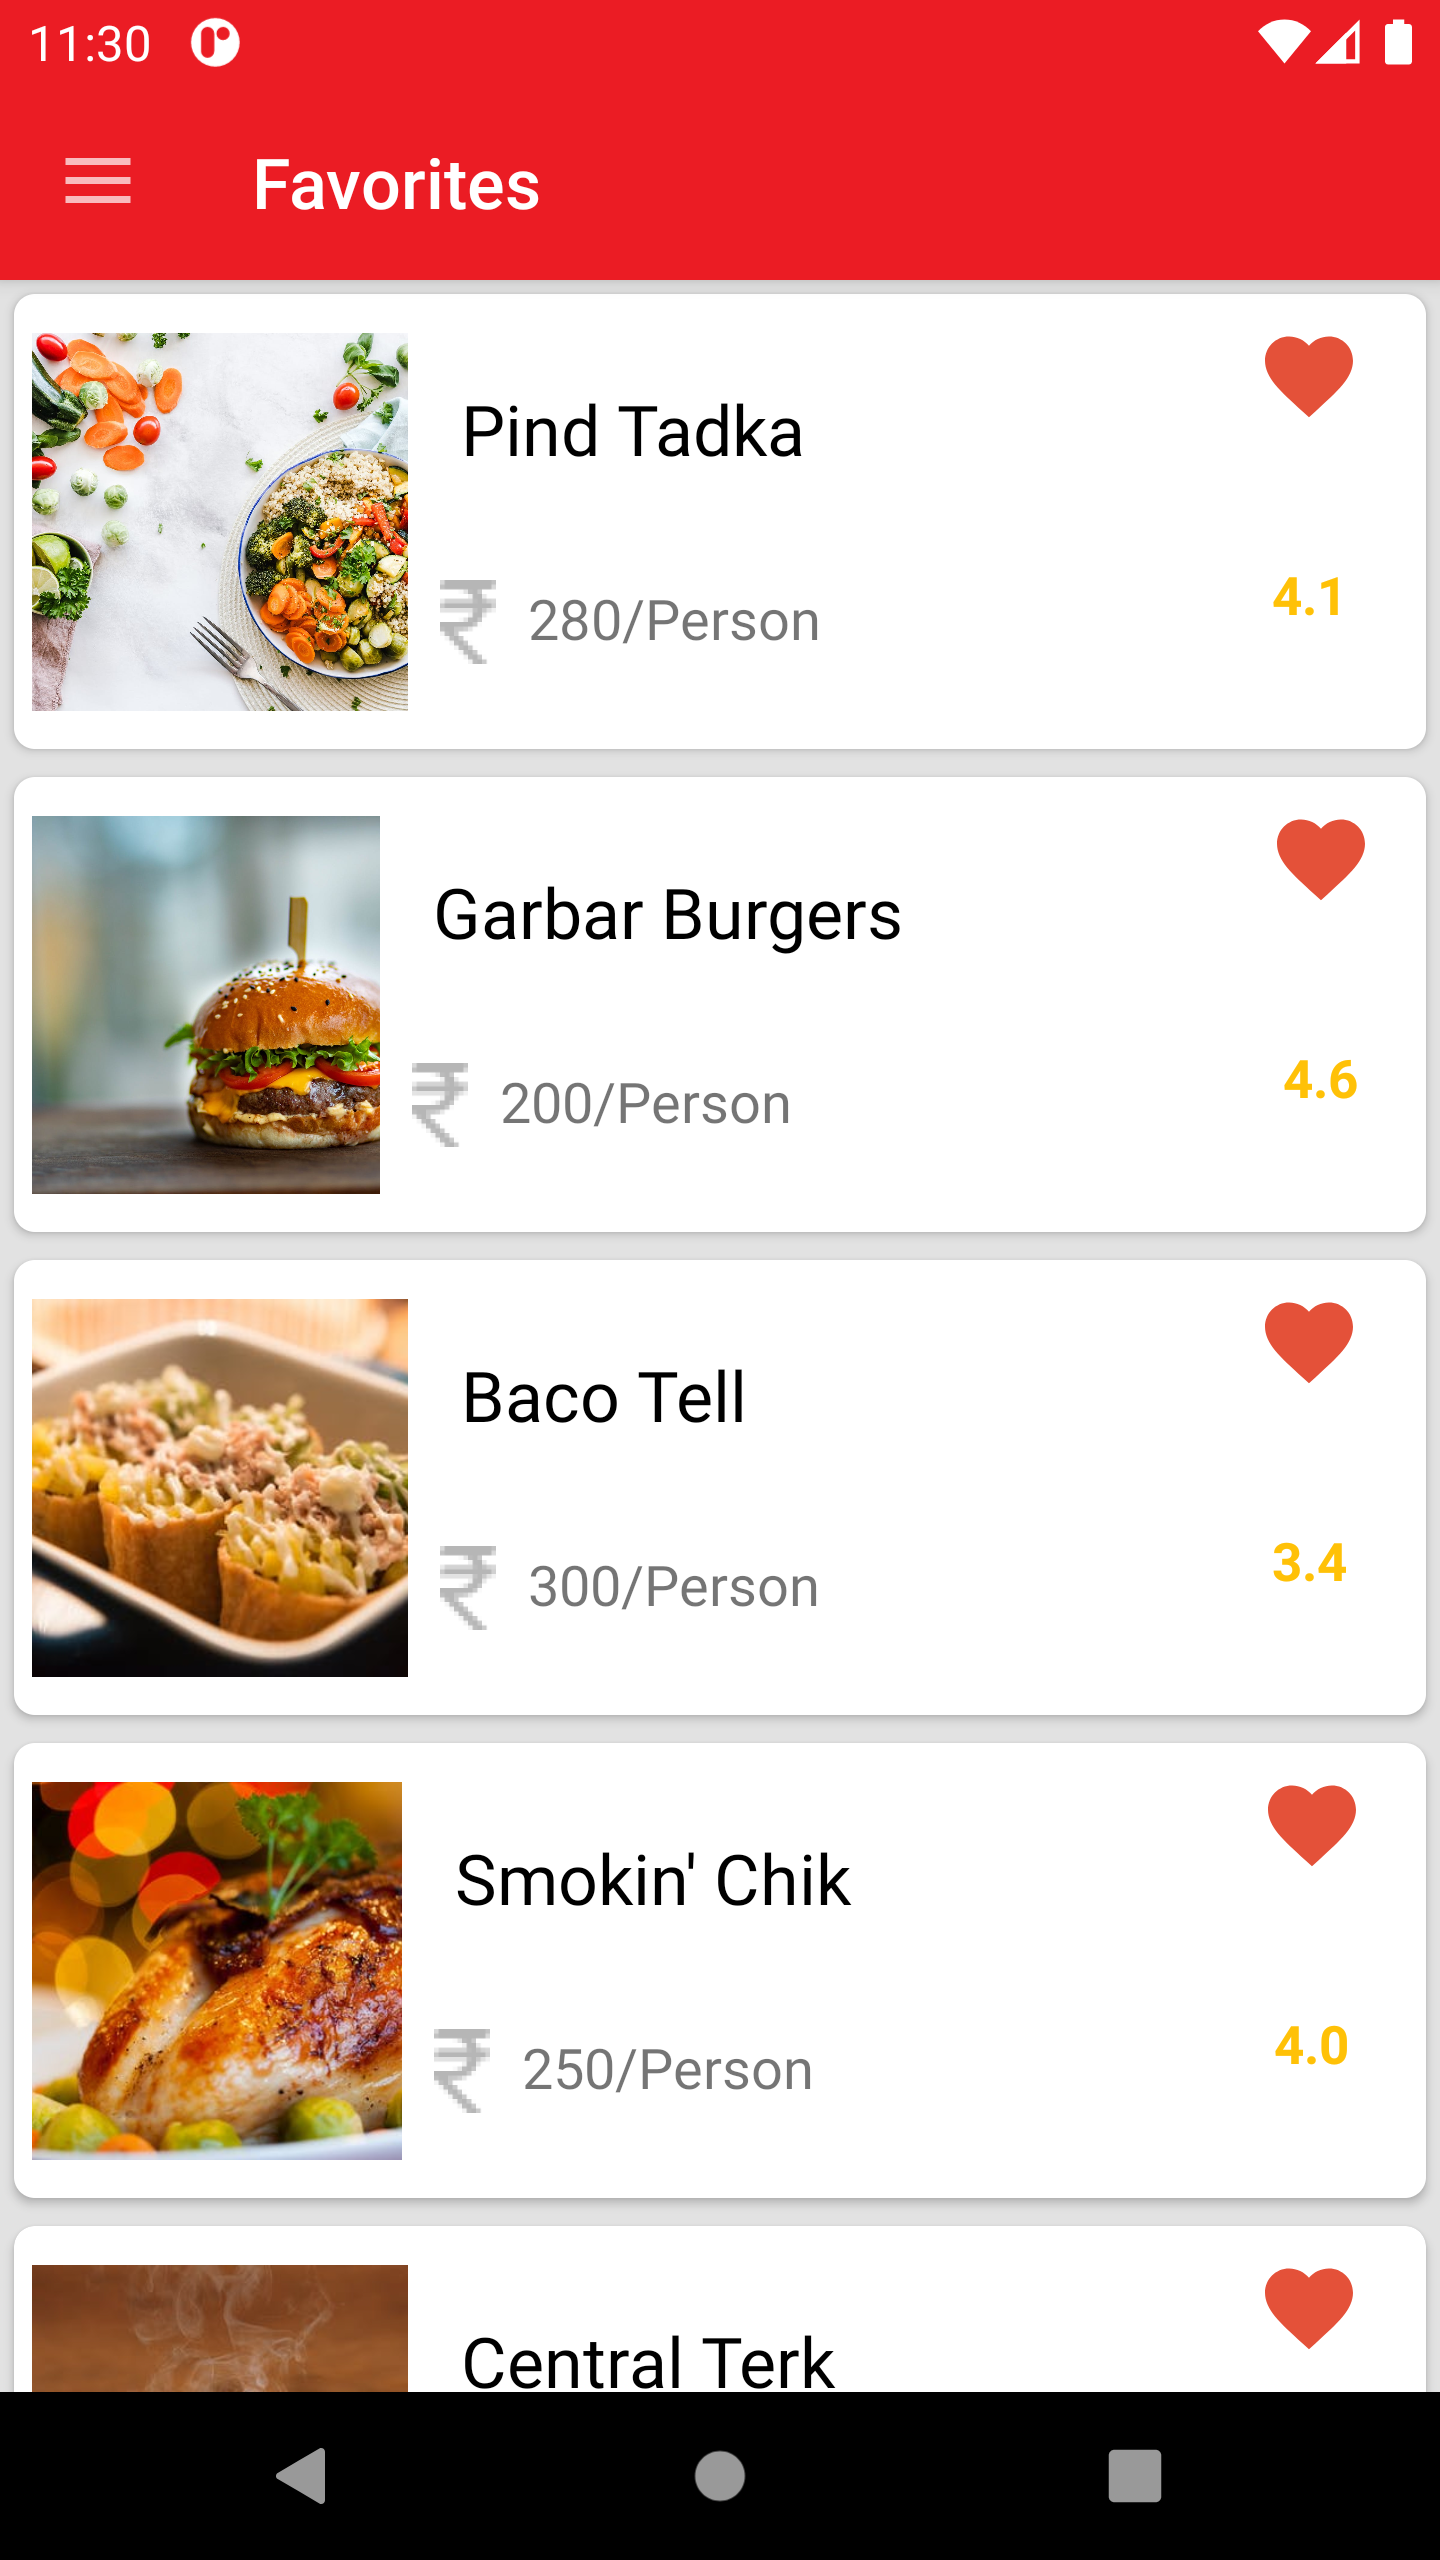 11:30
Favorites
Pind Tadka
₹ 280/Person
4.1
Garbar Burgers
₹ 200/Person
4.6
Baco Tell
₹ 300/Person
3.4
Smokin' Chik
₹ 250/Person
4.0
Central Terk